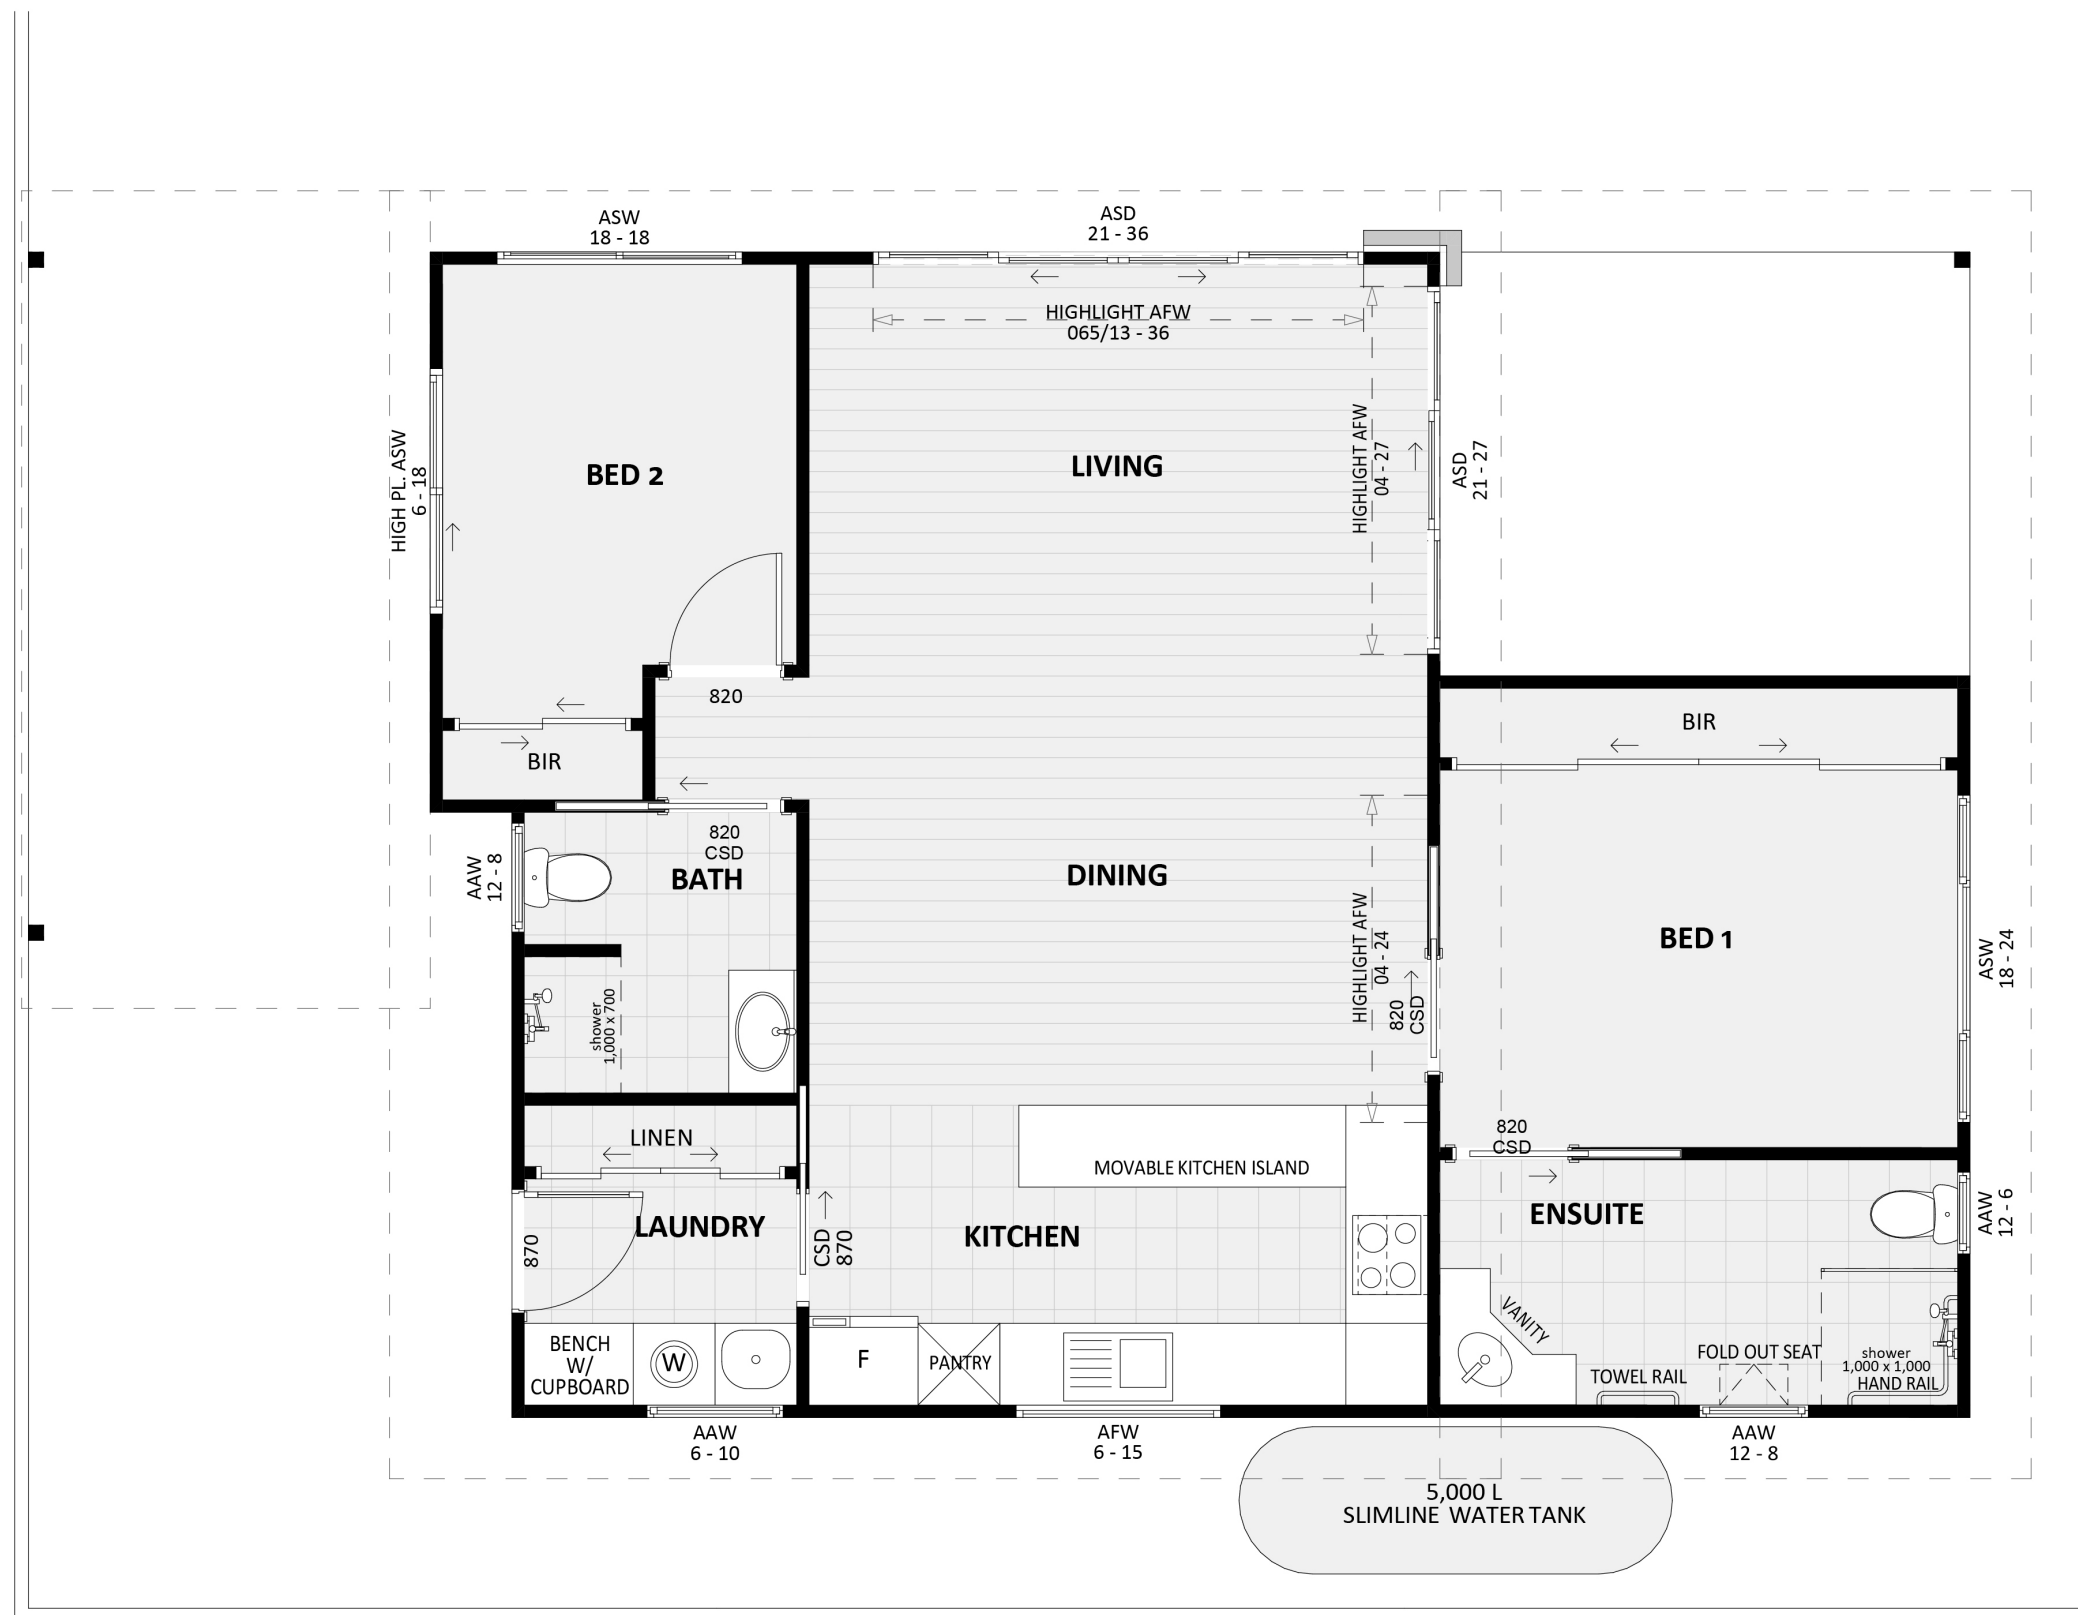 ASW
18 - 18
ASD
21 - 36
HIGHLIGHT AFW
065/13 - 36
HIGH PL. ASW
6 - 18
BED 2
LIVING
HIGHLIGHT AFW
04 - 27
ASD
21 - 27
820
BIR
BIR
820
CSD
BATH
AAW
12 - 8
DINING
HIGHLIGHT AFW
04 - 24
820
CSD
BED 1
ASW
18 - 24
shower
1,000 x 700
LINEN
820
CSD
MOVABLE KITCHEN ISLAND
LAUNDRY
870
CSD
870
KITCHEN
ENSUITE
AAW
12 - 6
VANITY
BENCH
W/
CUPBOARD
W
F
PANTRY
TOWEL RAIL
FOLD OUT SEAT
shower
1,000 x 1,000
HAND RAIL
AAW
6 - 10
AFW
6 - 15
AAW
12 - 8
5,000 L
SLIMLINE WATER TANK